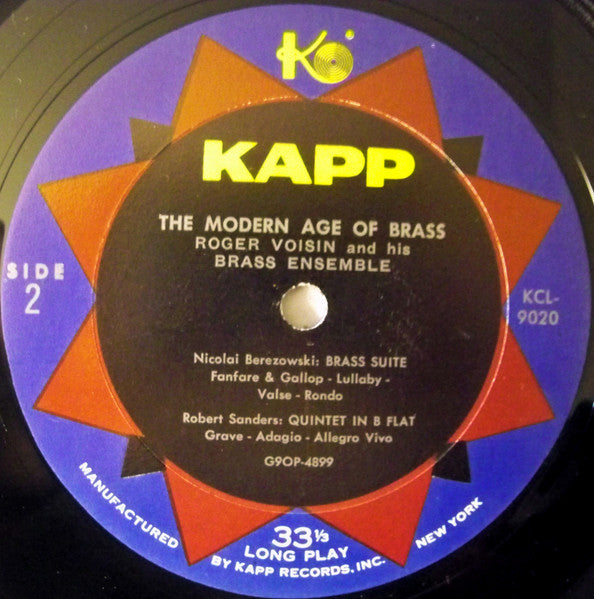 K
KAPP
THE MODERN AGE OF BRASS
ROGER VOISIN and his
BRASS ENSEMBLE
SIDE
2
KCL-
9020
Nicolai Berezowski: BRASS SUITE
Fanfare & Gallop - Lullaby -
Valse - Rondo
Robert Sanders: QUINTET IN B FLAT
Grave - Adagio - Allegro Vivo
G9OP-4899
33⅓
LONG PLAY
MANUFACTURED BY KAPP RECORDS, INC. NEW YORK